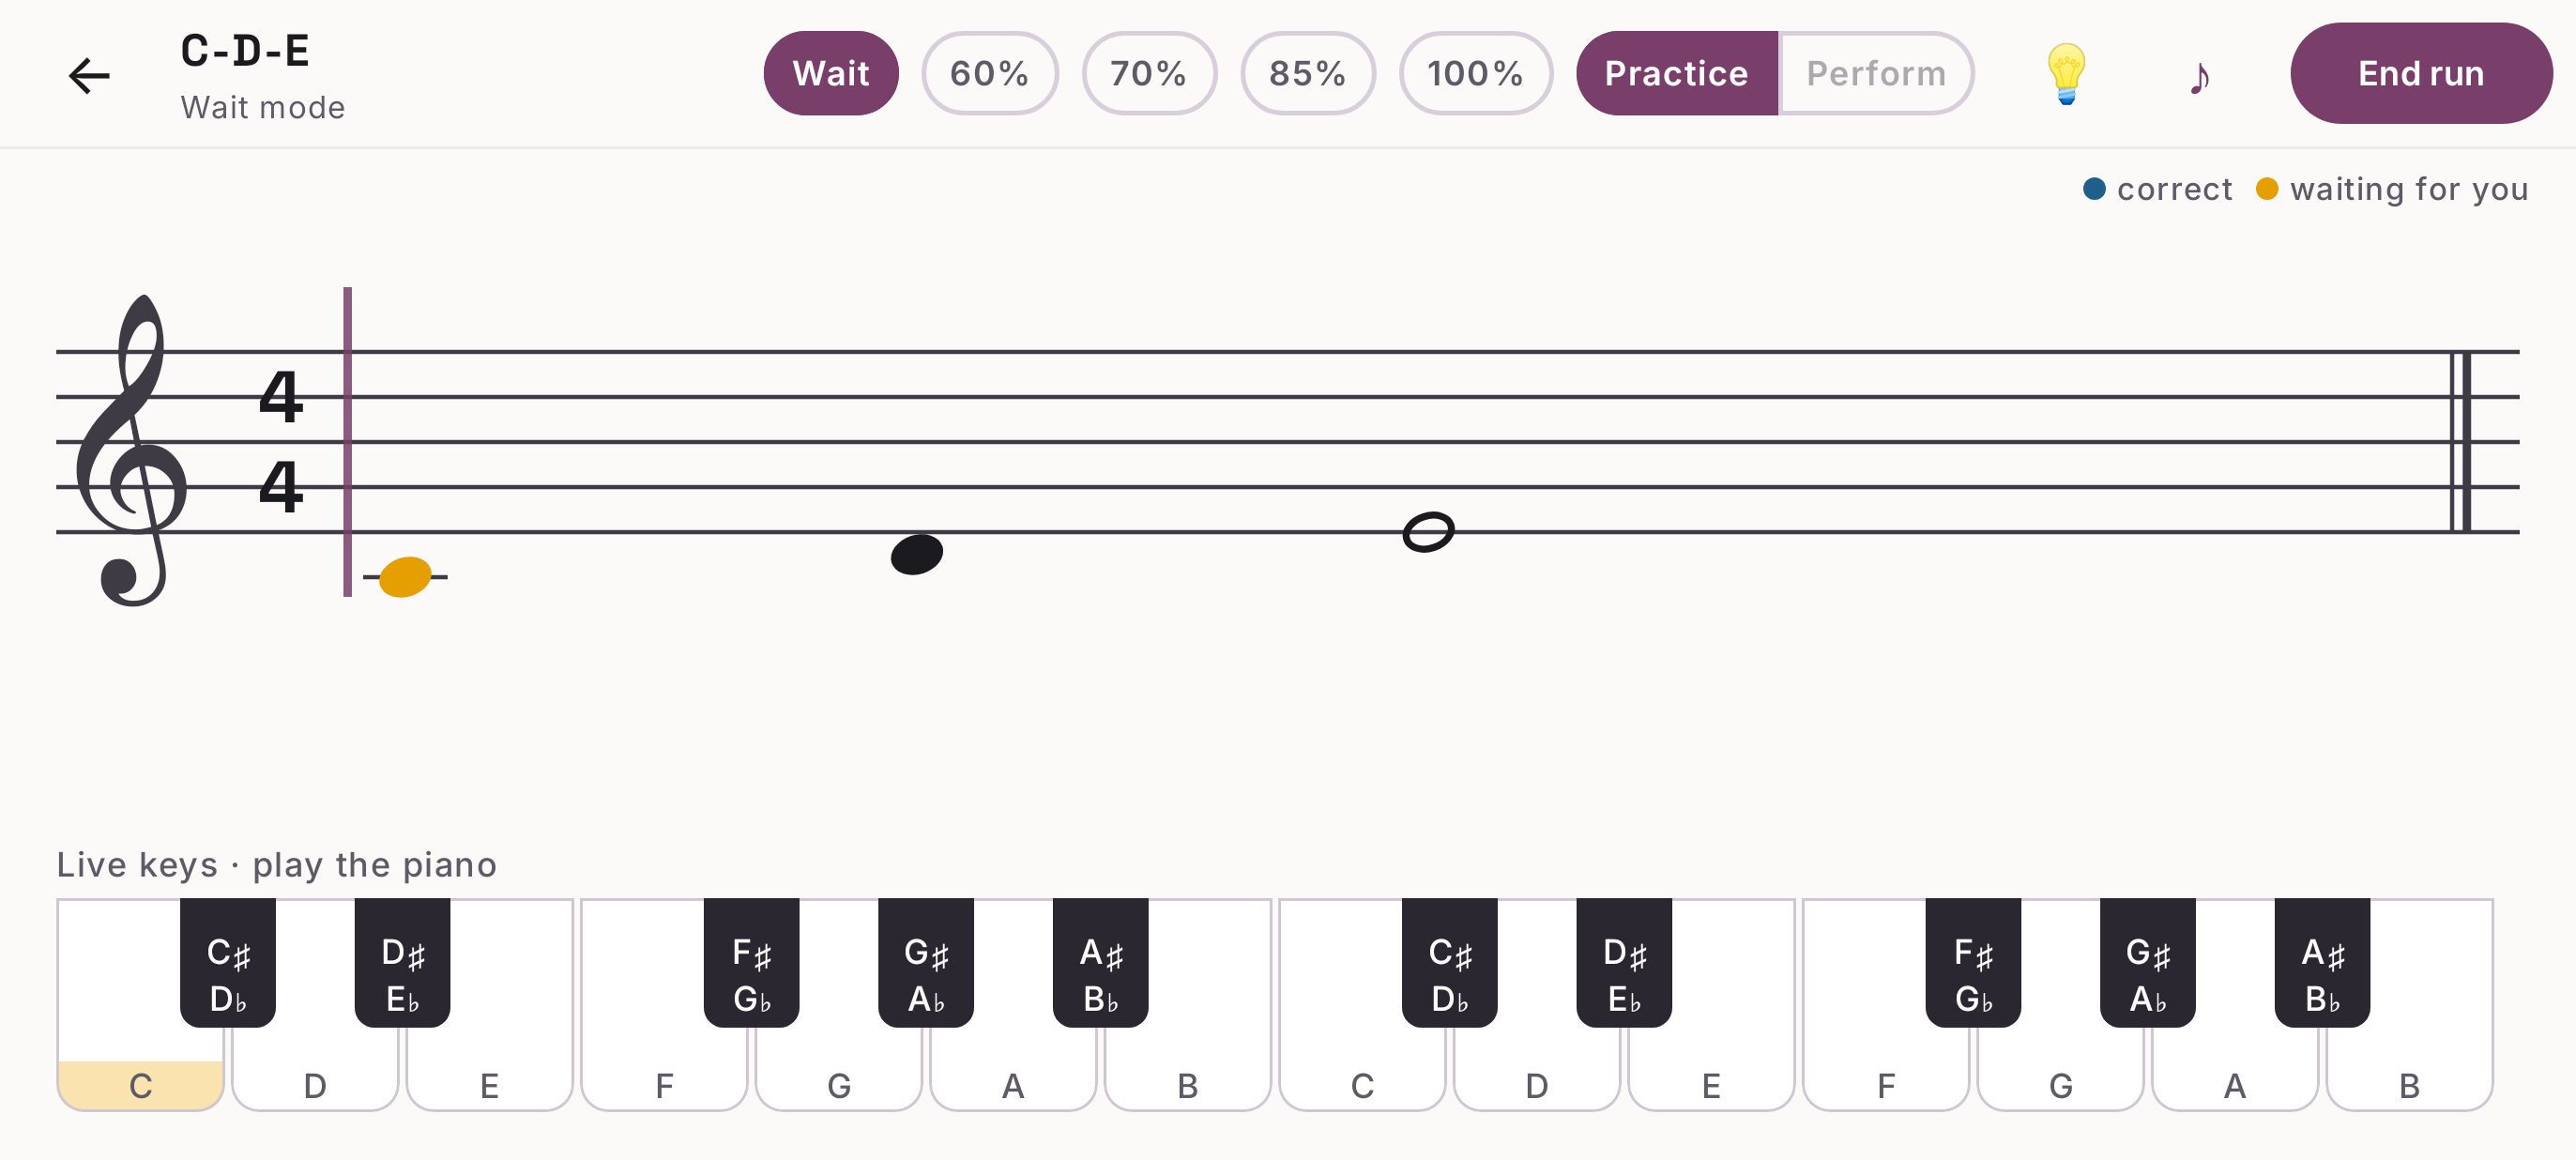 C-D-E
Wait mode
Wait 60% 70% 85% 100% Practice Perform End run
correct waiting for you
4
4
Live keys · play the piano
C♯ D♯ F♯ G♯ A♯ C♯ D♯ F♯ G♯ A♯
D♭ E♭ G♭ A♭ B♭ D♭ E♭ G♭ A♭ B♭
C D E F G A B C D E F G A B